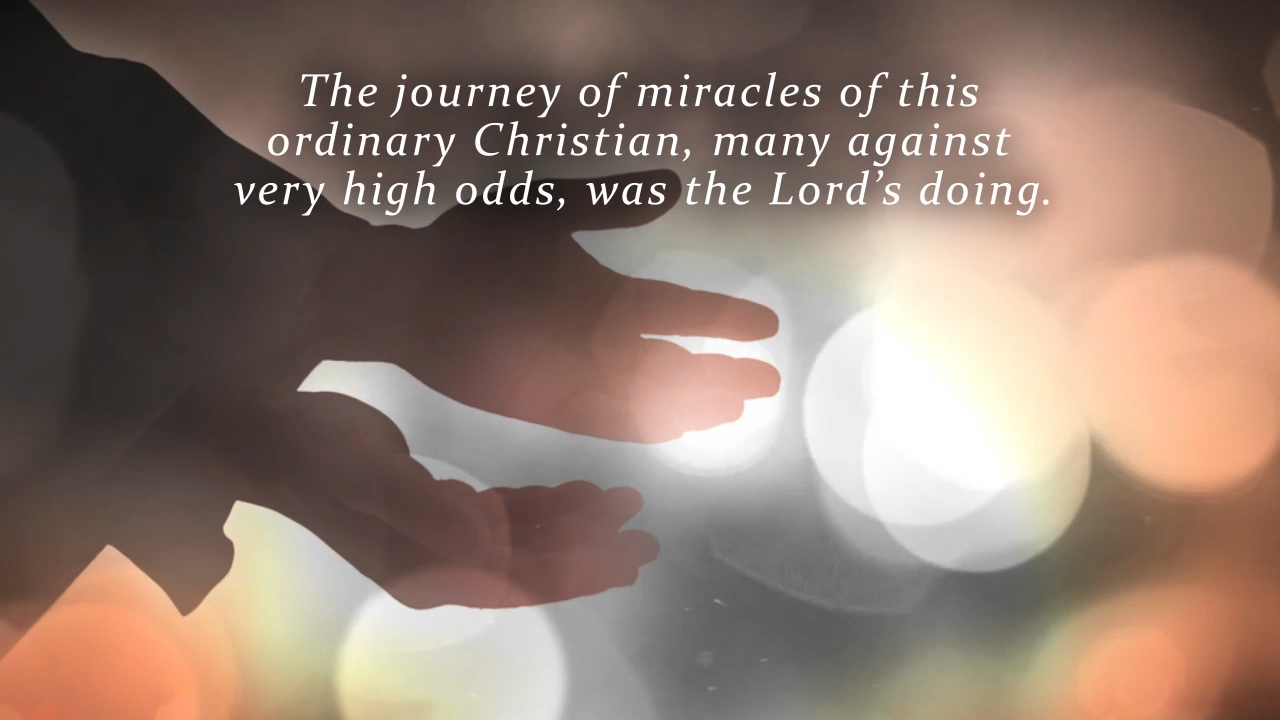 The journey of miracles of this
ordinary Christian, many against
very high odds, was the Lord’s doing.